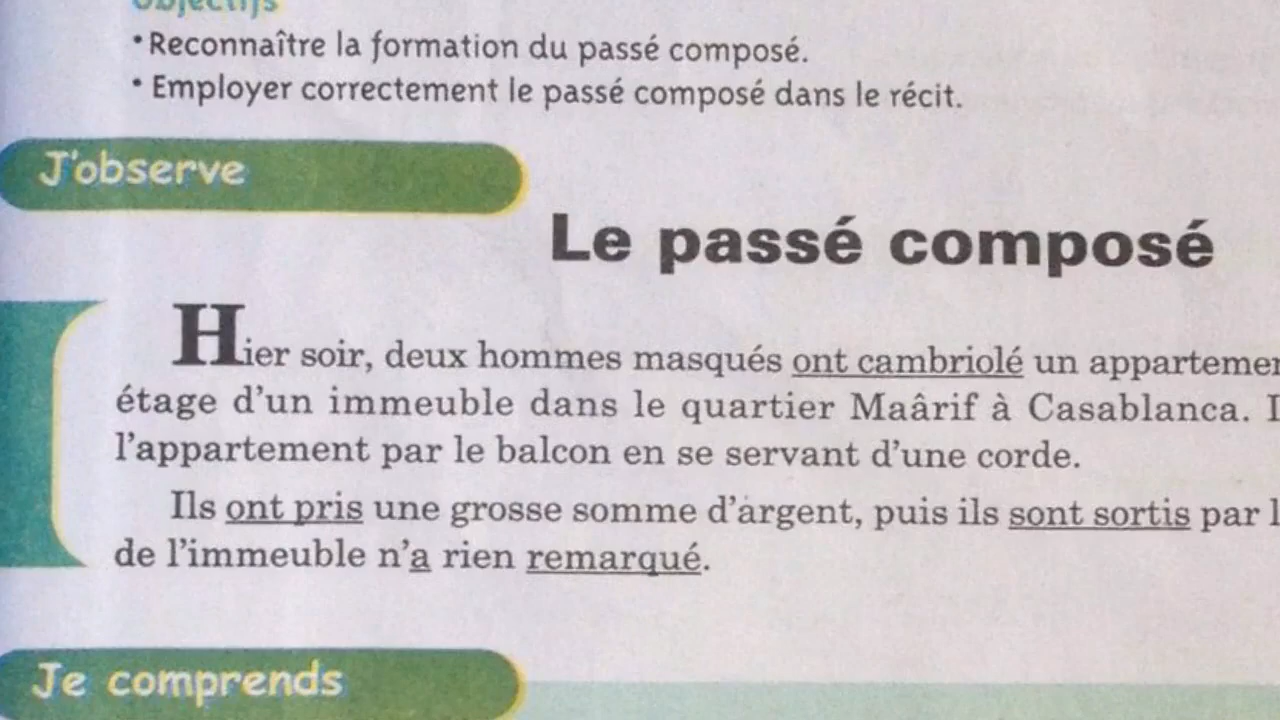 Objectifs
• Reconnaître la formation du passé composé.
• Employer correctement le passé composé dans le récit.
J'observe
Le passé composé
Hier soir, deux hommes masqués ont cambriolé un
étage d'un immeuble dans le quartier Maârif à Casablanca.
l'appartement par le balcon en se servant d'une corde.
Ils ont pris une grosse somme d'argent, puis ils sont sortis par
de l'immeuble n'a rien remarqué.
Je comprends